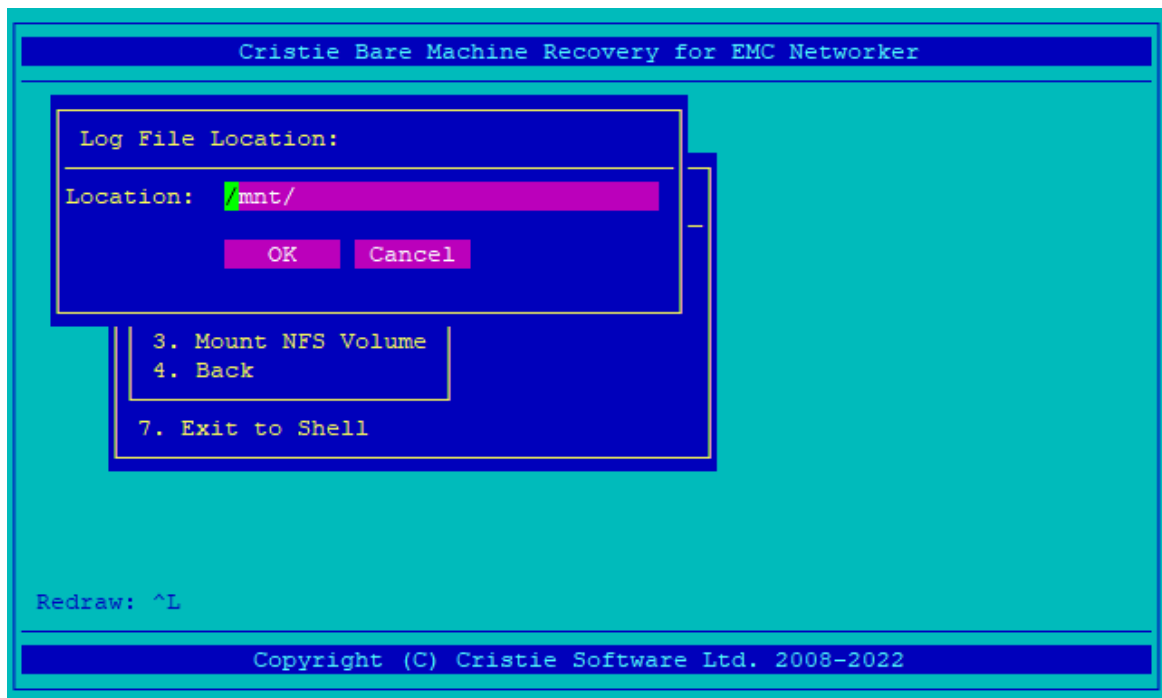 Cristie Bare Machine Recovery for EMC Networker
Log File Location:
Location: /mnt/
OK Cancel
3. Mount NFS Volume
4. Back
7. Exit to Shell
Redraw: ^L
Copyright (C) Cristie Software Ltd. 2008-2022